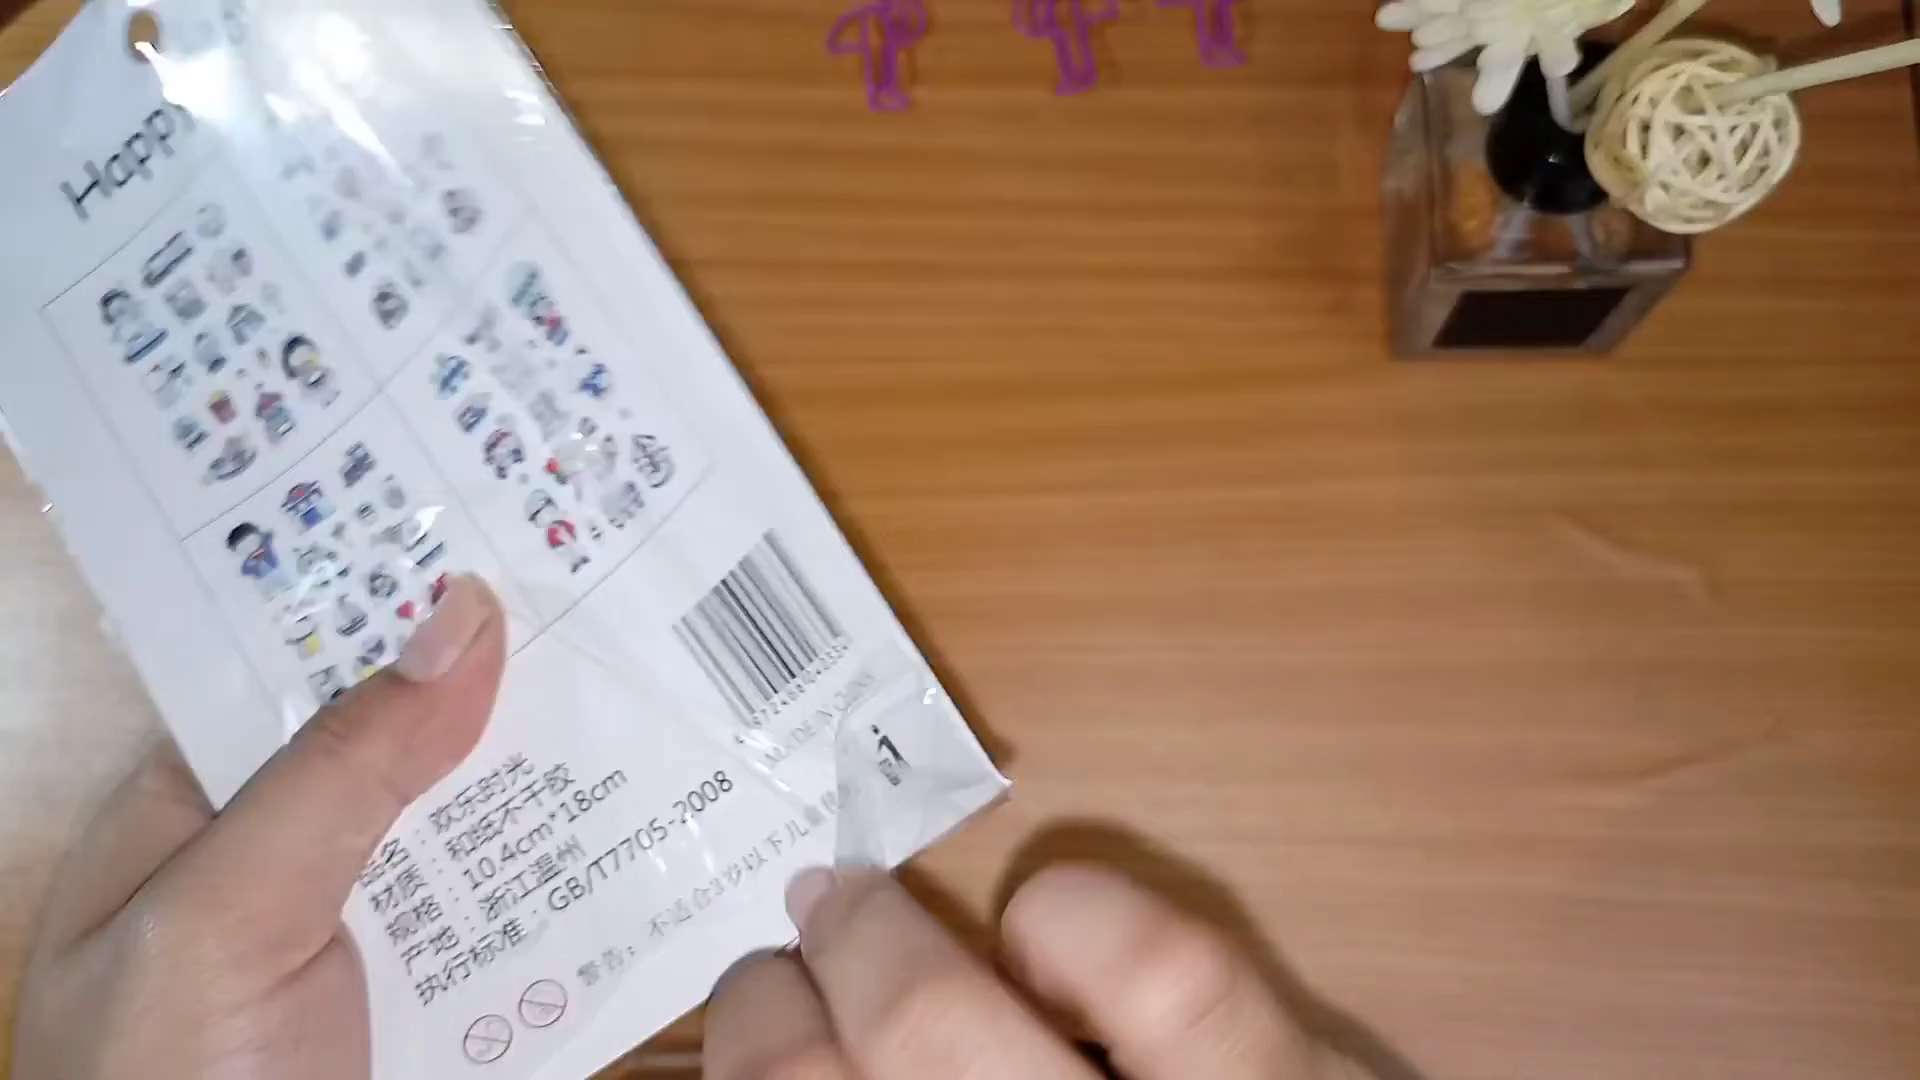 Happy
品名：欢乐时光
材质：和纸不干胶
规格：10.4cm*18cm
产地：浙江温州
执行标准：GB/T7705-2008
警告：不适合3岁以下儿童
MADE IN CHINA